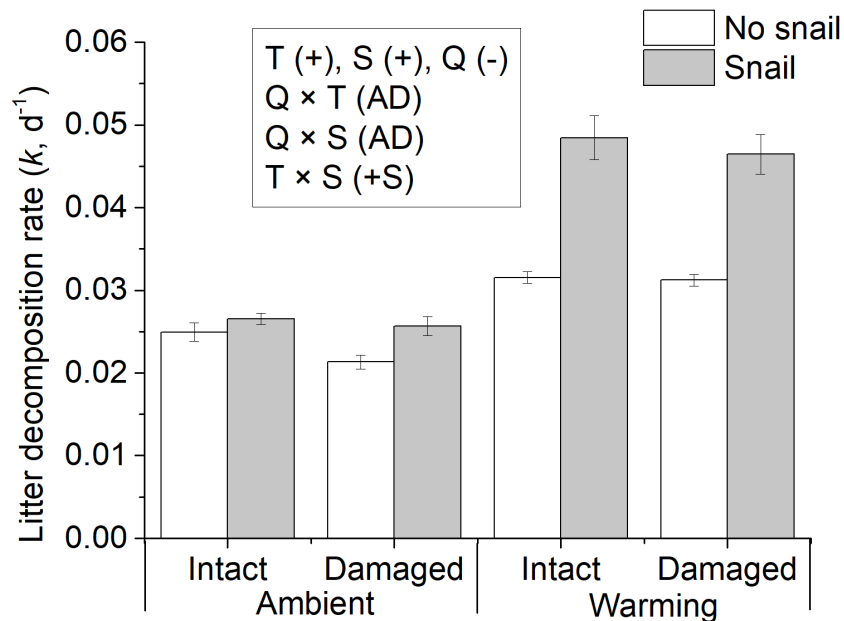 No snail
Snail
T (+), S (+), Q (-)
Q × T (AD)
Q × S (AD)
T × S (+S)
Litter decomposition rate (k, d⁻¹)
0.06
0.05
0.04
0.03
0.02
0.01
0.00
Intact Damaged Intact Damaged
Ambient Warming